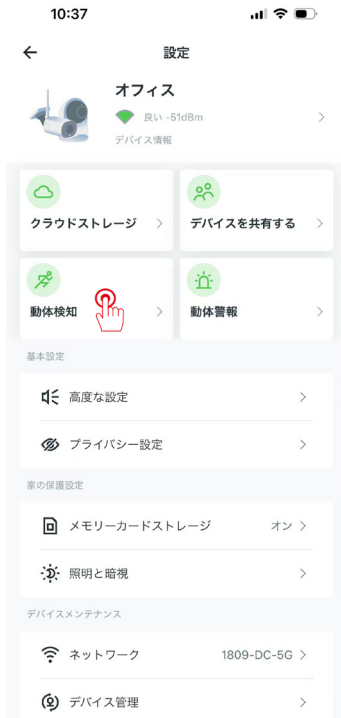 10:37
設定
オフィス
良い -51dBm
デバイス情報
クラウドストレージ
デバイスを共有する
動体検知
動体警報
基本設定
高度な設定
プライバシー設定
家の保護設定
メモリーカードストレージ
オン
照明と暗視
デバイスメンテナンス
ネットワーク
1809-DC-5G
デバイス管理